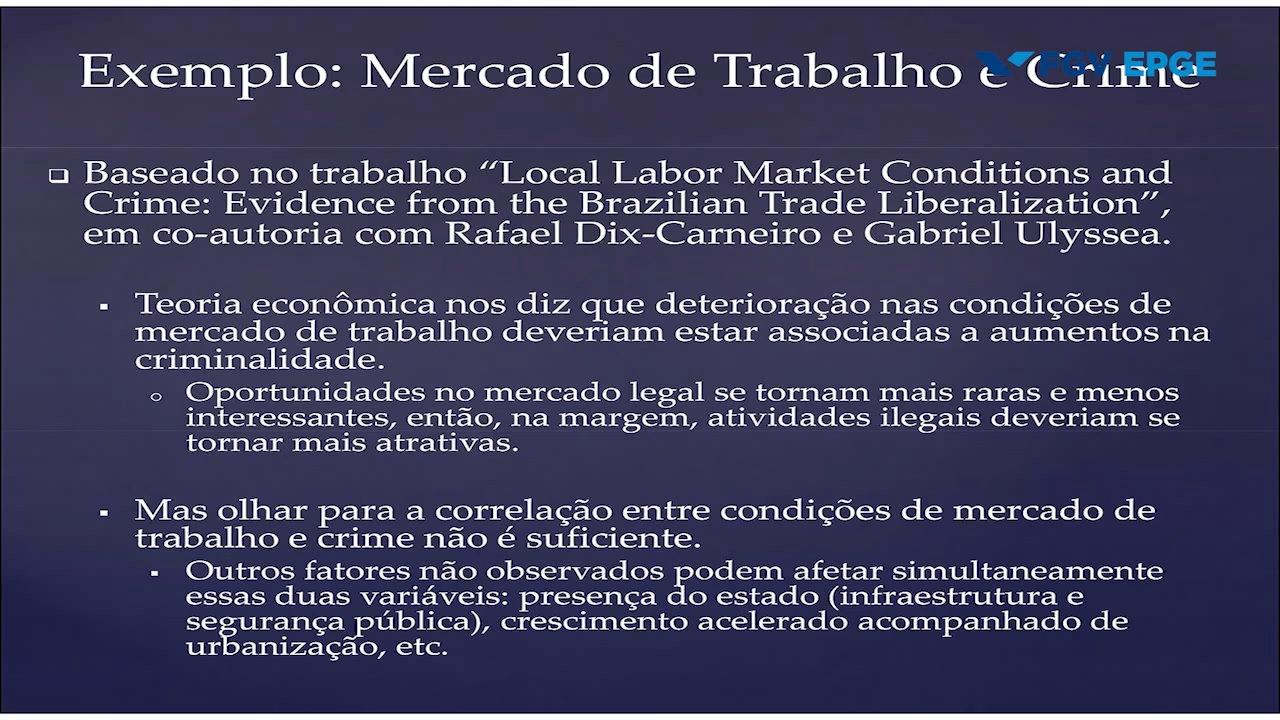 Exemplo: Mercado de Trabalho e Crime
FGV EPGE
Baseado no trabalho “Local Labor Market Conditions and
Crime: Evidence from the Brazilian Trade Liberalization”,
em co-autoria com Rafael Dix-Carneiro e Gabriel Ulyssea.
Teoria econômica nos diz que deterioração nas condições de
mercado de trabalho deveriam estar associadas a aumentos na
criminalidade.
Oportunidades no mercado legal se tornam mais raras e menos
interessantes, então, na margem, atividades ilegais deveriam se
tornar mais atrativas.
Mas olhar para a correlação entre condições de mercado de
trabalho e crime não é suficiente.
Outros fatores não observados podem afetar simultaneamente
essas duas variáveis: presença do estado (infraestrutura e
segurança pública), crescimento acelerado acompanhado de
urbanização, etc.